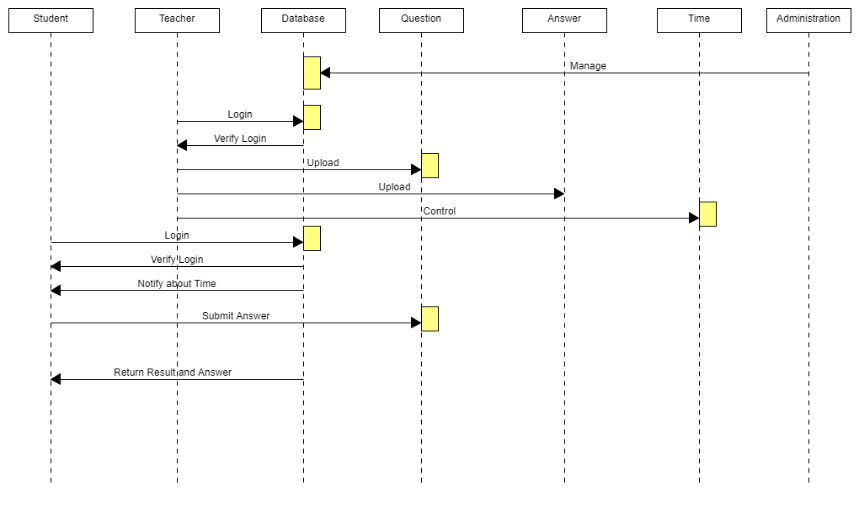 Student
Teacher
Database
Question
Answer
Time
Administration
Manage
Login
Verify Login
Upload
Upload
Control
Login
Verify Login
Notify about Time
Submit Answer
Return Result and Answer